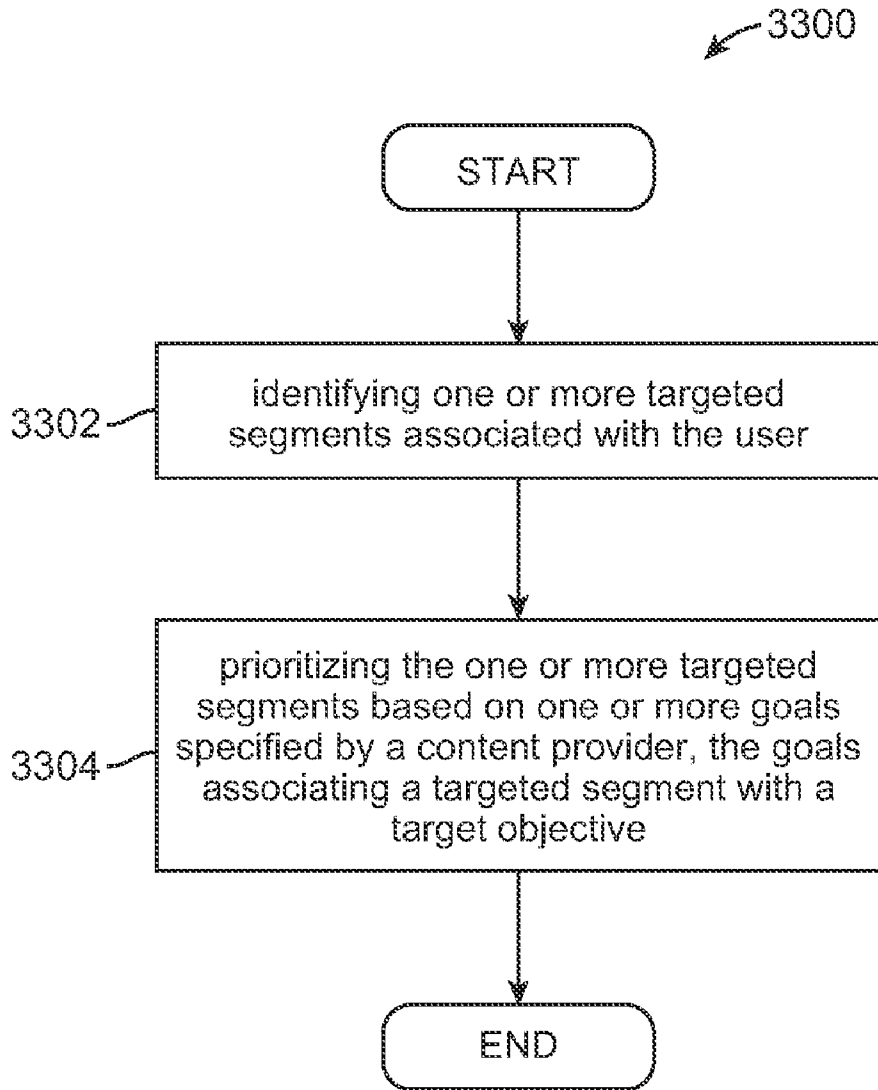 3300
START
3302
identifying one or more targeted
segments associated with the user
3304
prioritizing the one or more targeted
segments based on one or more goals
specified by a content provider, the goals
associating a targeted segment with a
target objective
END